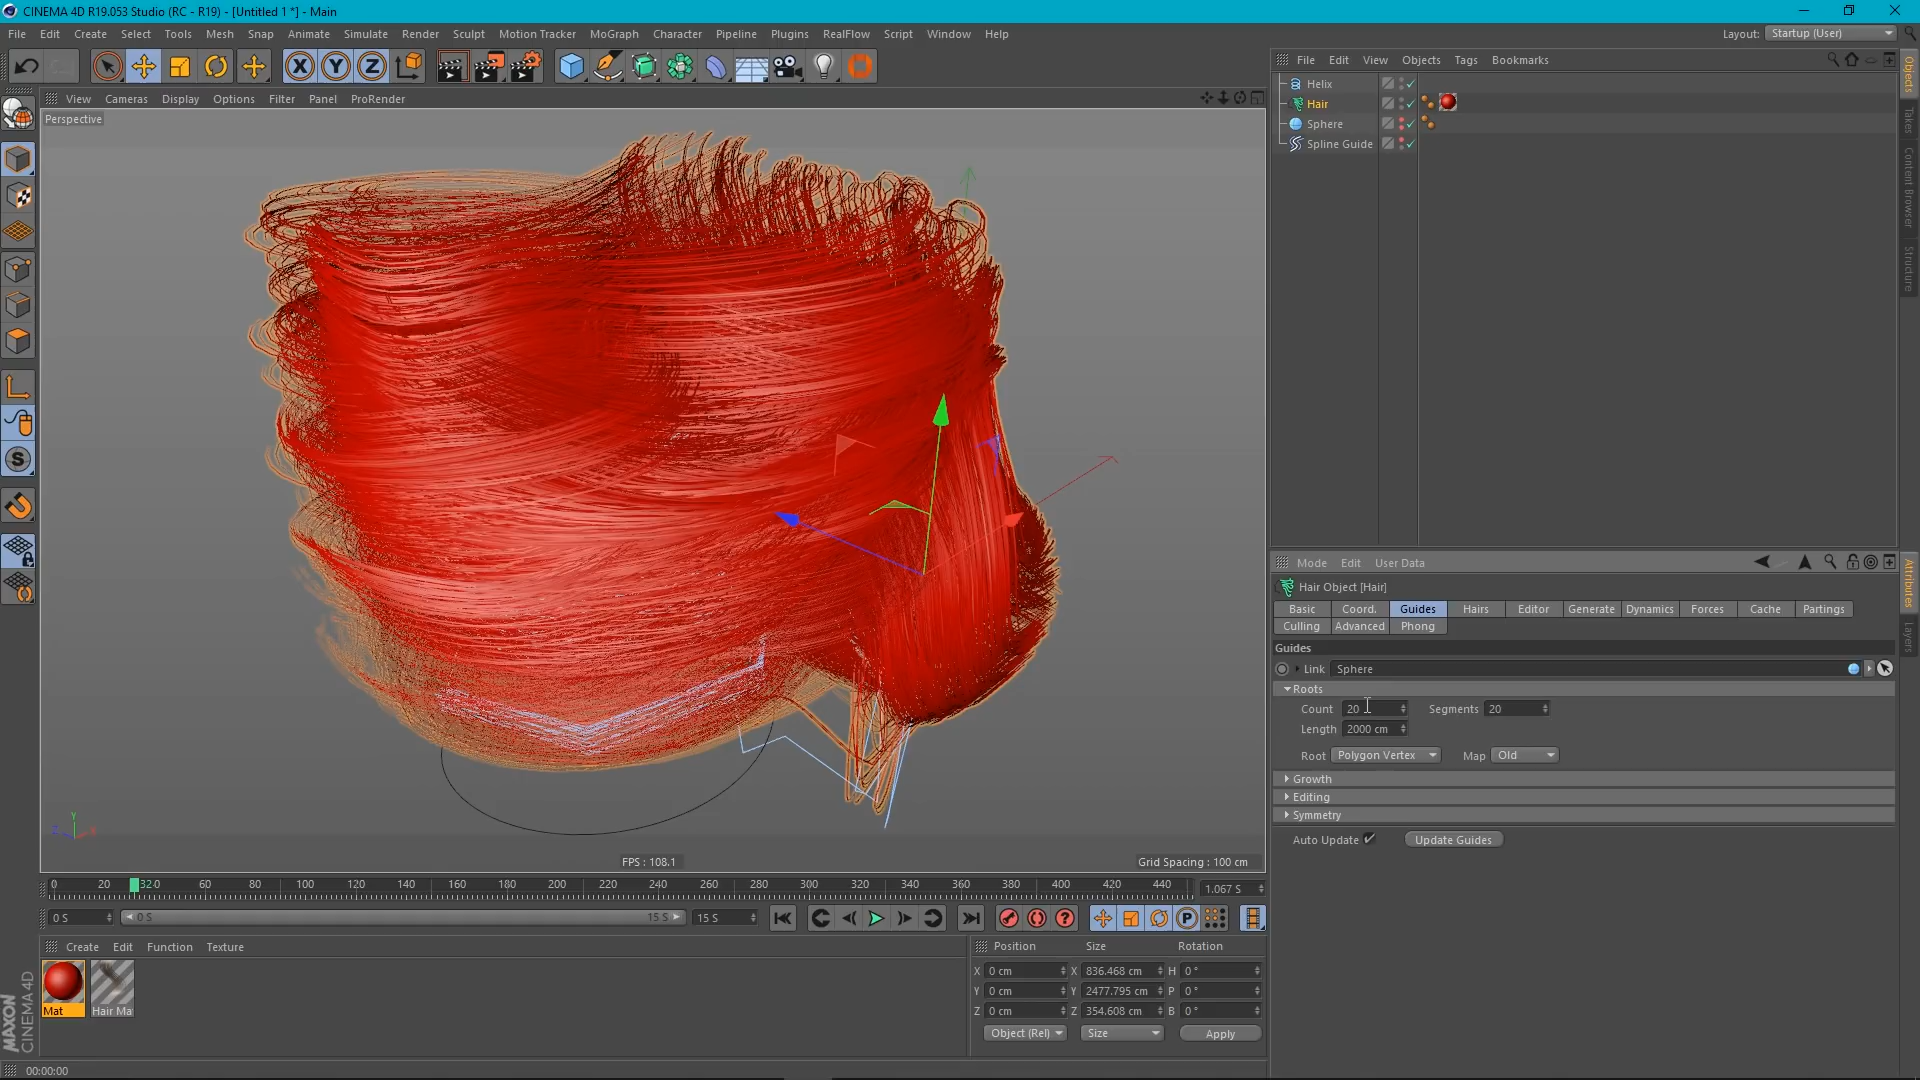 CINEMA 4D R19.053 Studio (RC - R19) - [Untitled 1 *] - Main
File Edit Create Select Tools Mesh Snap Animate Simulate Render Sculpt Motion Tracker MoGraph Character Pipeline Plugins RealFlow Script Window Help
Layout: Startup (User)
X Y Z
File Edit View Objects Tags Bookmarks
View Cameras Display Options Filter Panel ProRender
Perspective
Helix
Hair
Sphere
Spline Guide
Objects
Takes
Content Browser
Structure
S
Y
Z X
FPS : 108.1
Grid Spacing : 100 cm
Mode Edit User Data
Hair Object [Hair]
Basic Coord. Guides Hairs Editor Generate Dynamics Forces Cache Partings
Culling Advanced Phong
Guides
Link Sphere
Roots
Count 20 Segments 20
Length 2000 cm
Root Polygon Vertex Map Old
Growth
Editing
Symmetry
Auto Update Update Guides
Attributes
Layers
0 20 32 0 60 80 100 120 140 160 180 200 220 240 260 280 300 320 340 360 380 400 420 440
1.067 S
0 S 0 S 15 S 15 S
P
Create Edit Function Texture
Mat
Hair Ma
Position Size Rotation
X 0 cm X 836.468 cm H 0 °
Y 0 cm Y 2477.795 cm P 0 °
Z 0 cm Z 354.608 cm B 0 °
Object (Rel) Size Apply
MAXON
CINEMA 4D
00:00:00